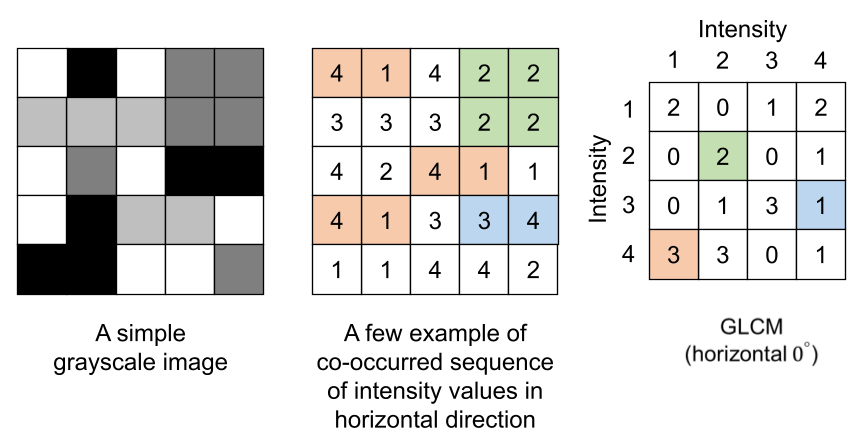 4 1 4 2 2
3 3 3 2 2
4 2 4 1 1
4 1 3 3 4
1 1 4 4 2
Intensity
1 2 3 4
Intensity
1 2 0 1 2
2 0 2 0 1
3 0 1 3 1
4 3 3 0 1
A simple
grayscale image
A few example of
co-occurred sequence
of intensity values in
horizontal direction
GLCM
(horizontal 0°)